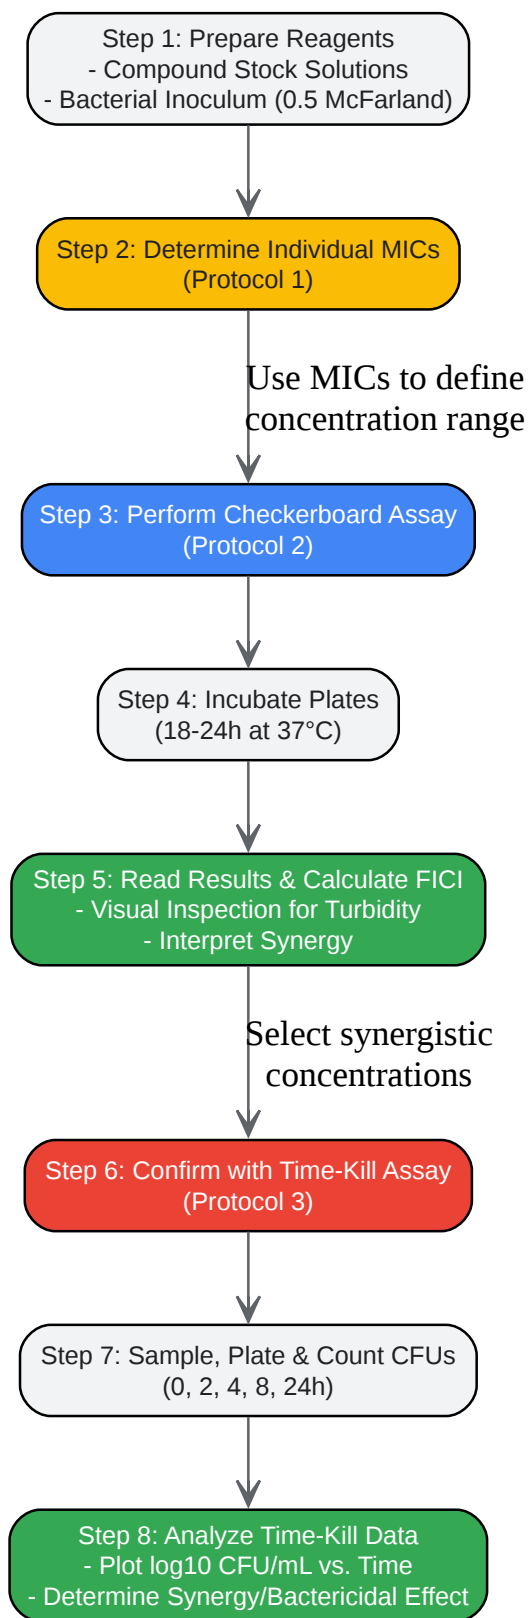 Step 1: Prepare Reagents
- Compound Stock Solutions
- Bacterial Inoculum (0.5 McFarland)
Step 2: Determine Individual MICs
(Protocol 1)
Use MICs to define
concentration range
Step 3: Perform Checkerboard Assay
(Protocol 2)
Step 4: Incubate Plates
(18-24h at 37°C)
Step 5: Read Results & Calculate FICI
- Visual Inspection for Turbidity
- Interpret Synergy
Select synergistic
concentrations
Step 6: Confirm with Time-Kill Assay
(Protocol 3)
Step 7: Sample, Plate & Count CFUs
(0, 2, 4, 8, 24h)
Step 8: Analyze Time-Kill Data
- Plot log10 CFU/mL vs. Time
- Determine Synergy/Bactericidal Effect